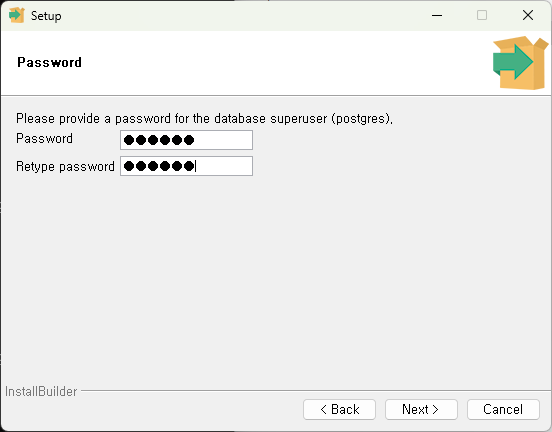 Setup
Password
Please provide a password for the database superuser (postgres).
Password ●●●●●●
Retype password ●●●●●●
InstallBuilder
< Back Next > Cancel